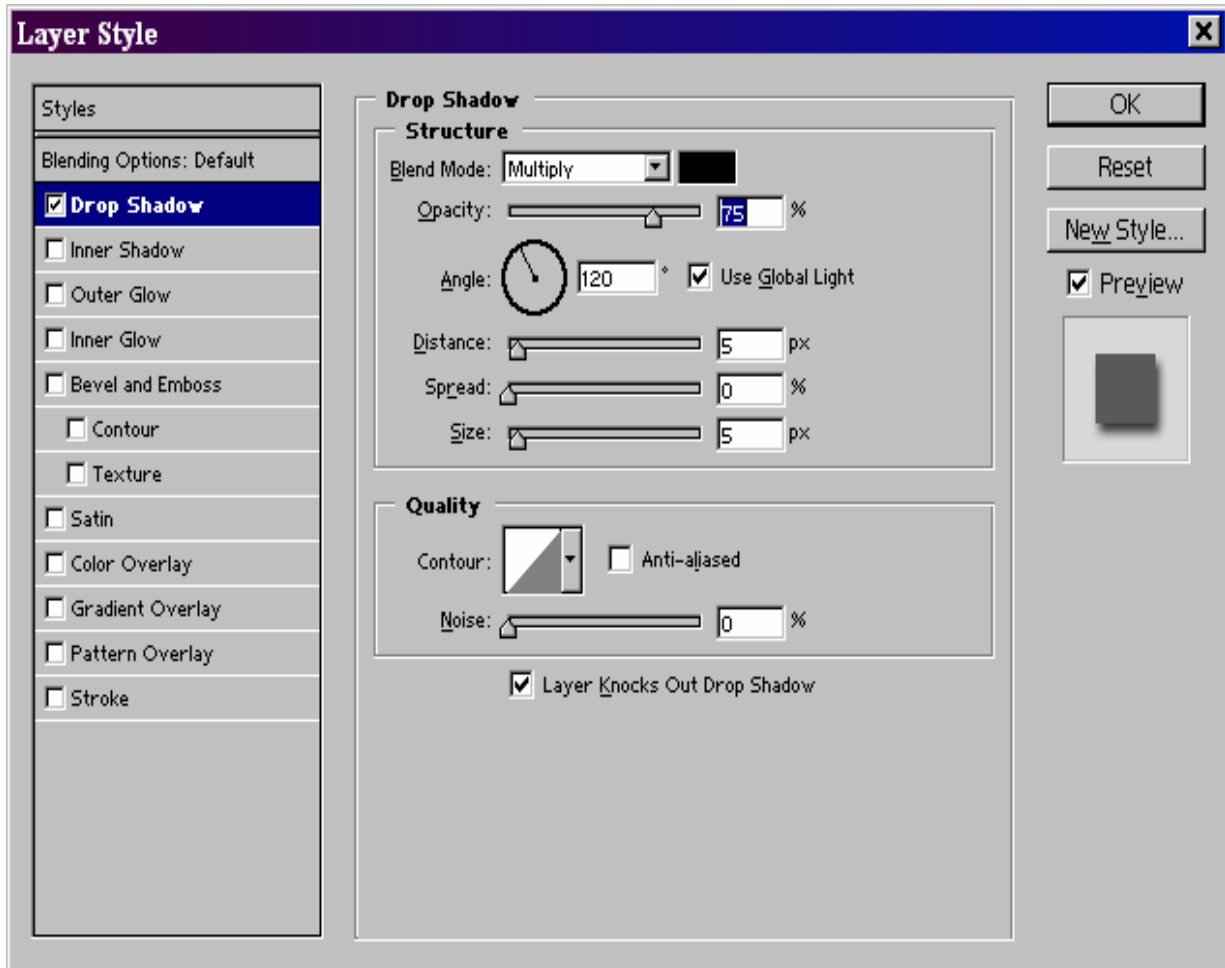 Layer Style
Styles
Blending Options: Default
Drop Shadow
Inner Shadow
Outer Glow
Inner Glow
Bevel and Emboss
Contour
Texture
Satin
Color Overlay
Gradient Overlay
Pattern Overlay
Stroke
Drop Shadow
Structure
Blend Mode: Multiply
Opacity: 75 %
Angle: 120 ° Use Global Light
Distance: 5 px
Spread: 0 %
Size: 5 px
Quality
Contour: Anti-aliased
Noise: 0 %
Layer Knocks Out Drop Shadow
OK
Reset
New Style...
Preview